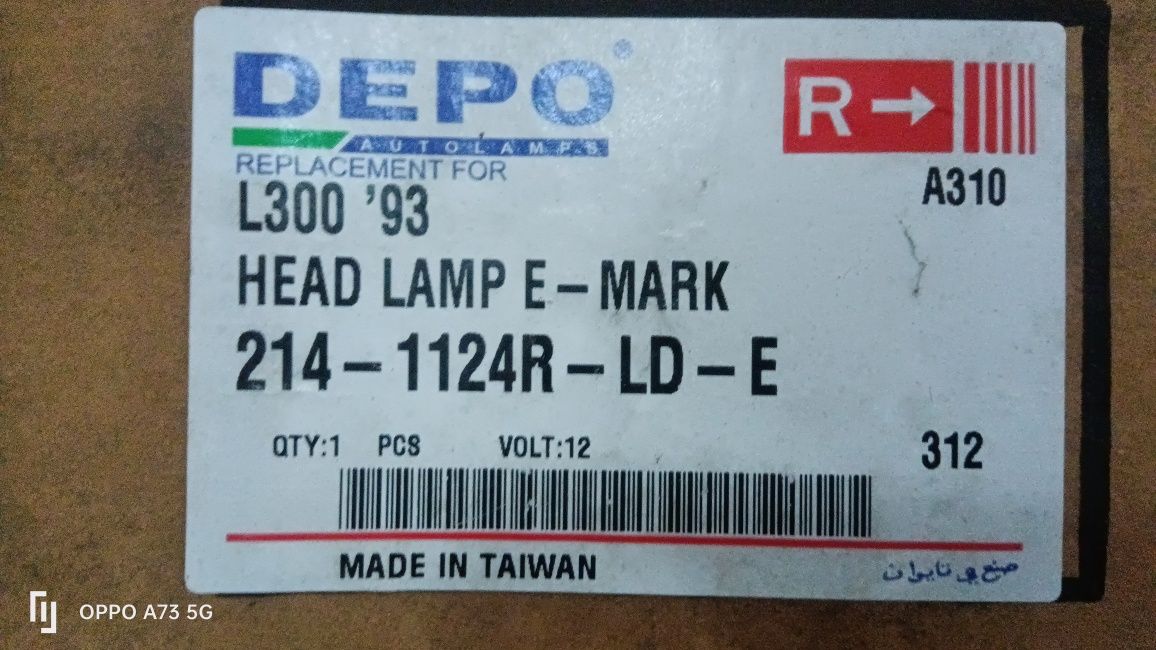 DEPO®
AUTOLAMPS
REPLACEMENT FOR
L300 '93
HEAD LAMP E-MARK
214-1124R-LD-E
R →
A310
QTY:1 PCS VOLT:12
312
MADE IN TAIWAN
صنع في تايوان
OPPO A73 5G